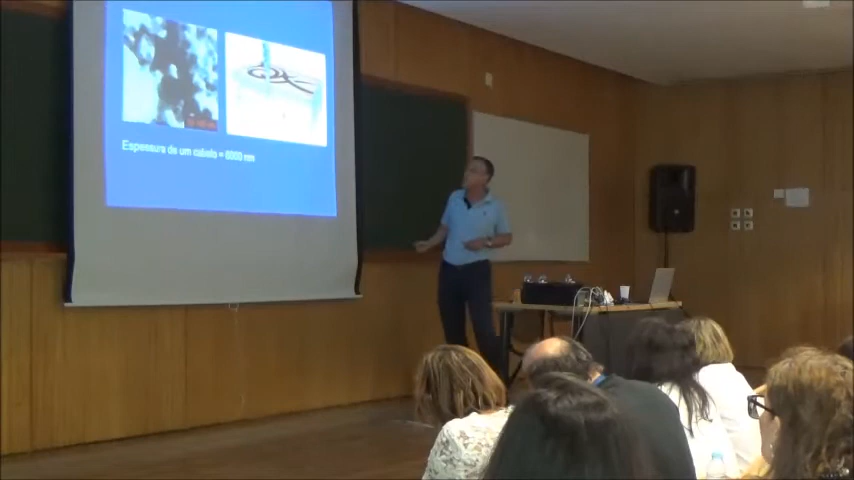 Espessura de um cabelo = 8000 nm